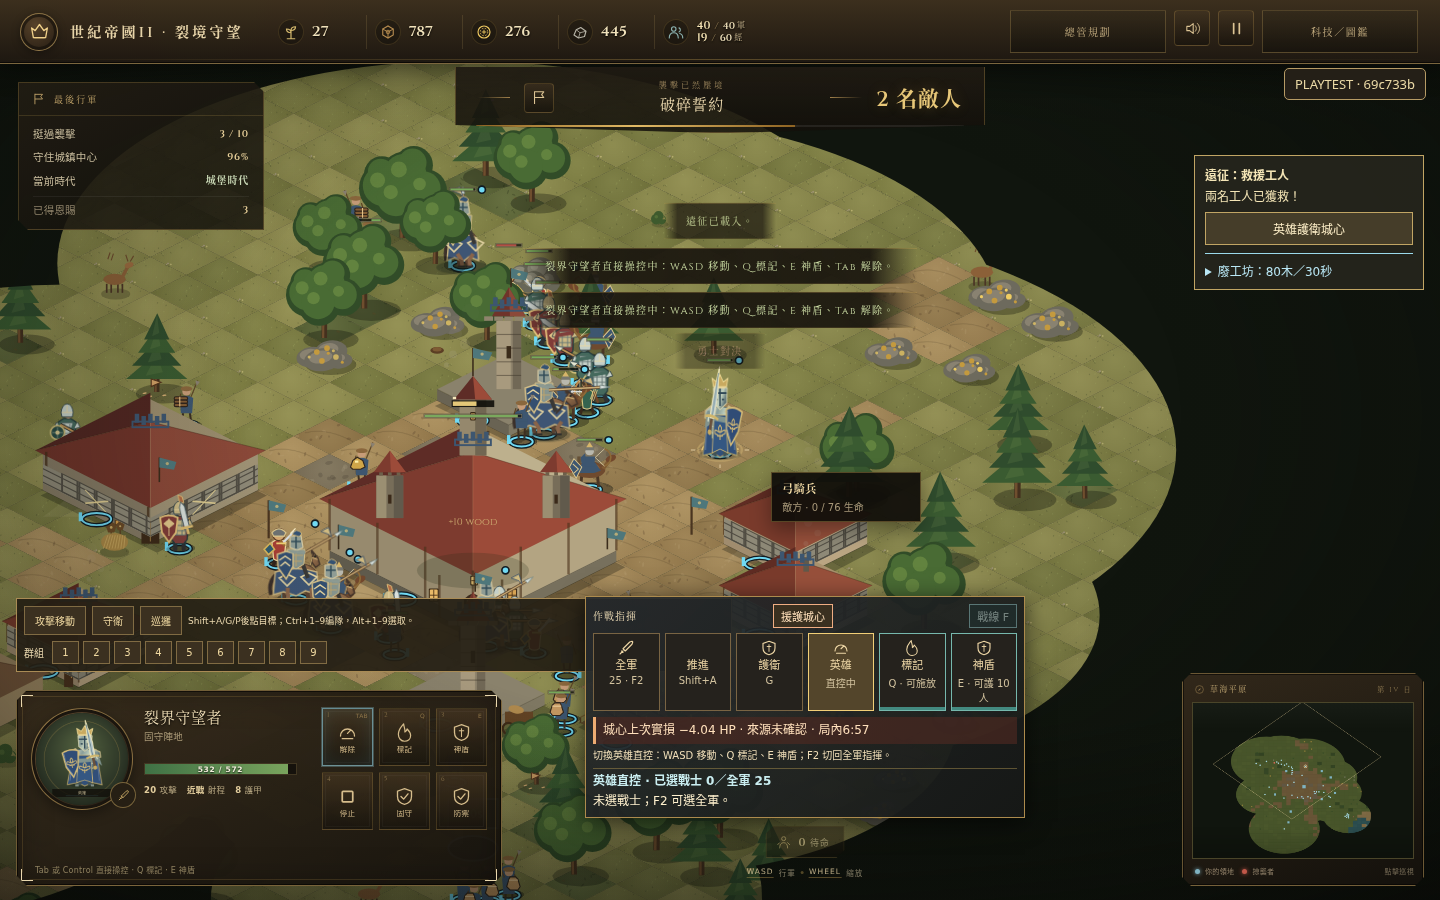 世紀帝國II · 裂境守望
27
787
276
445
40 / 40 軍
19 / 60 經
總管規劃
科技／圖鑑
PLAYTEST · 69c733b
最後行軍
挺過襲擊 3 / 10
守住城鎮中心 96%
當前時代 城堡時代
已得恩賜 3
襲擊已然壓境
破碎誓約
2 名敵人
遠征：救援工人
兩名工人已獲救！
英雄護衛城心
▶ 廢工坊：80木／30秒
遠征已載入。
裂界守望者直接操控中：WASD 移動、Q 標記、E 神盾、TAB 解除。
裂界守望者直接操控中：WASD 移動、Q 標記、E 神盾、TAB 解除。
弓騎兵
敵方 · 0 / 76 生命
+10 WOOD
攻擊移動
守衛
巡邏
Shift+A/G/P後點目標；Ctrl+1–9編隊，Alt+1–9選取。
群組 1 2 3 4 5 6 7 8 9
作戰指揮
援護城心
戰線 F
全軍
25 · F2
推進
Shift+A
護衛
G
英雄
直控中
標記
Q · 可施放
神盾
E · 可護 10人
城心上次實損 −4.04 HP · 來源未確認 · 局內6:57
切換英雄直控：WASD 移動、Q 標記、E 神盾；F2 切回全軍指揮。
英雄直控 · 已選戰士 0／全軍 25
未選戰士；F2 可選全軍。
裂界守望者
固守陣地
532 / 572
20 攻擊 近戰 射程 8 護甲
1 TAB 解除
2 Q 標記
3 E 神盾
4 停止
5 固守
6 防禦
Tab 或 Control 直接操控 · Q 標記 · E 神盾
0 待命
WASD 行軍 · WHEEL 縮放
草海平原
第 IV 日
你的領地
掠襲者
點擊巡視